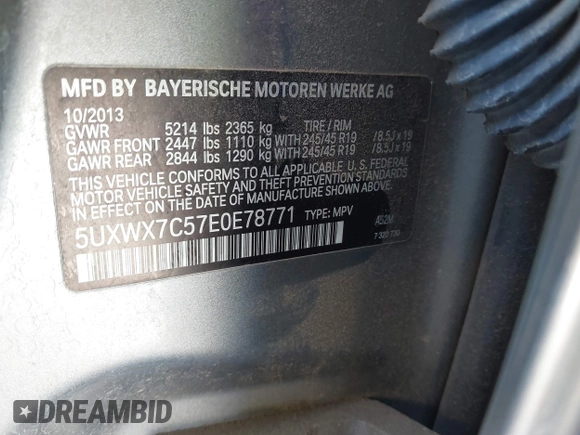 MFD BY BAYERISCHE MOTOREN WERKE AG
10/2013
GVWR 5214 lbs 2365 kg TIRE / RIM
GAWR FRONT 2447 lbs 1110 kg WITH 245/45 R19 / 8.5J x 19
GAWR REAR 2844 lbs 1290 kg WITH 245/45 R19 / 8.5J x 19
THIS VEHICLE CONFORMS TO ALL APPLICABLE U.S. FEDERAL
MOTOR VEHICLE SAFETY AND THEFT PREVENTION STANDARDS
IN EFFECT ON THE DATE OF MANUFACTURE SHOWN ABOVE.
5UXWX7C57E0E78771 TYPE: MPV A52M
DREAMBID